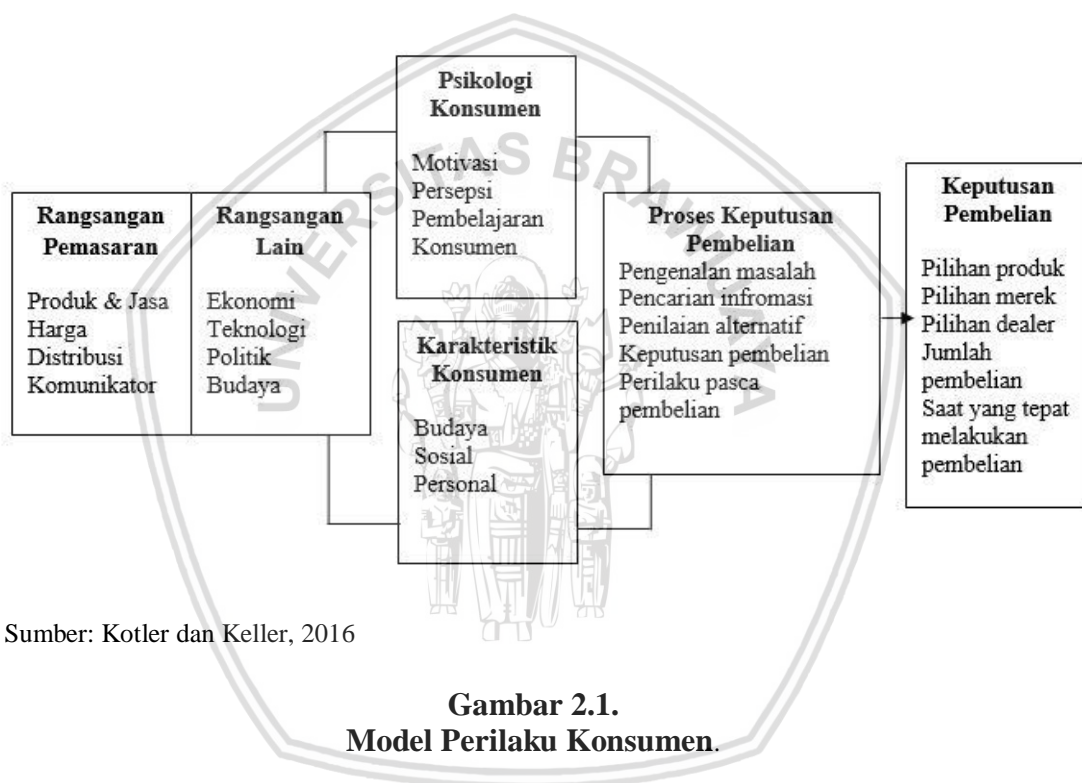 Rangsangan
Pemasaran
Produk & Jasa
Harga
Distribusi
Komunikator
Rangsangan
Lain
Ekonomi
Teknologi
Politik
Budaya
Psikologi
Konsumen
Motivasi
Persepsi
Pembelajaran
Konsumen
Karakteristik
Konsumen
Budaya
Sosial
Personal
Proses Keputusan
Pembelian
Pengenalan masalah
Pencarian infromasi
Penilaian alternatif
Keputusan pembelian
Perilaku pasca
pembelian
Keputusan
Pembelian
Pilihan produk
Pilihan merek
Pilihan dealer
Jumlah
pembelian
Saat yang tepat
melakukan
pembelian
UNIVERSITAS BRAWIJAYA
Sumber: Kotler dan Keller, 2016
Gambar 2.1.
Model Perilaku Konsumen.